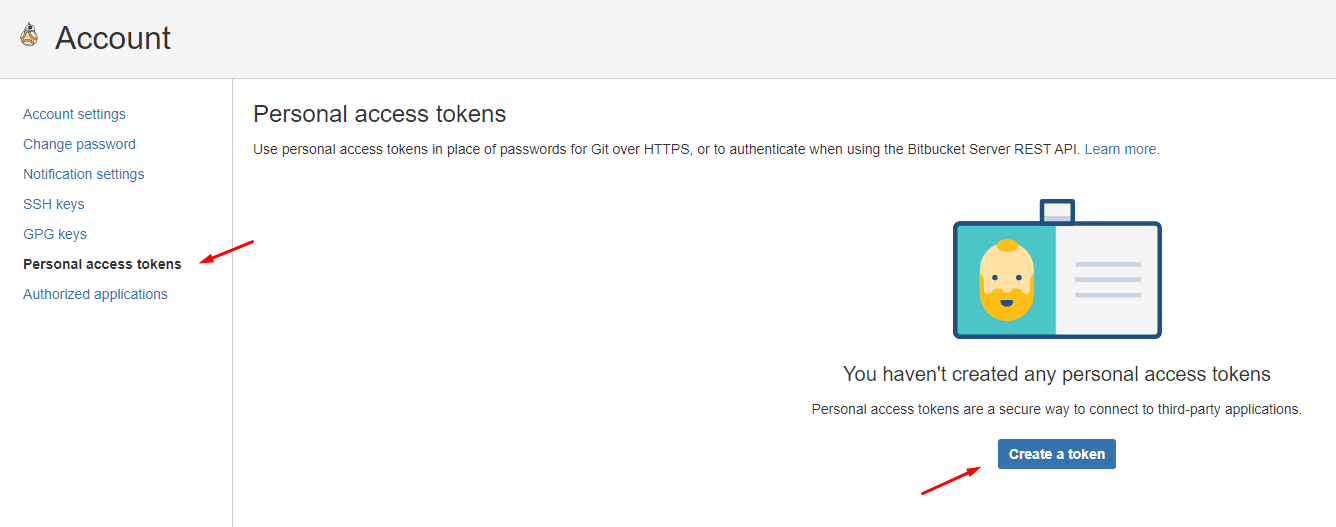 Account
Account settings
Change password
Notification settings
SSH keys
GPG keys
Personal access tokens
Authorized applications
Personal access tokens
Use personal access tokens in place of passwords for Git over HTTPS, or to authenticate when using the Bitbucket Server REST API. Learn more.
You haven't created any personal access tokens
Personal access tokens are a secure way to connect to third-party applications.
Create a token